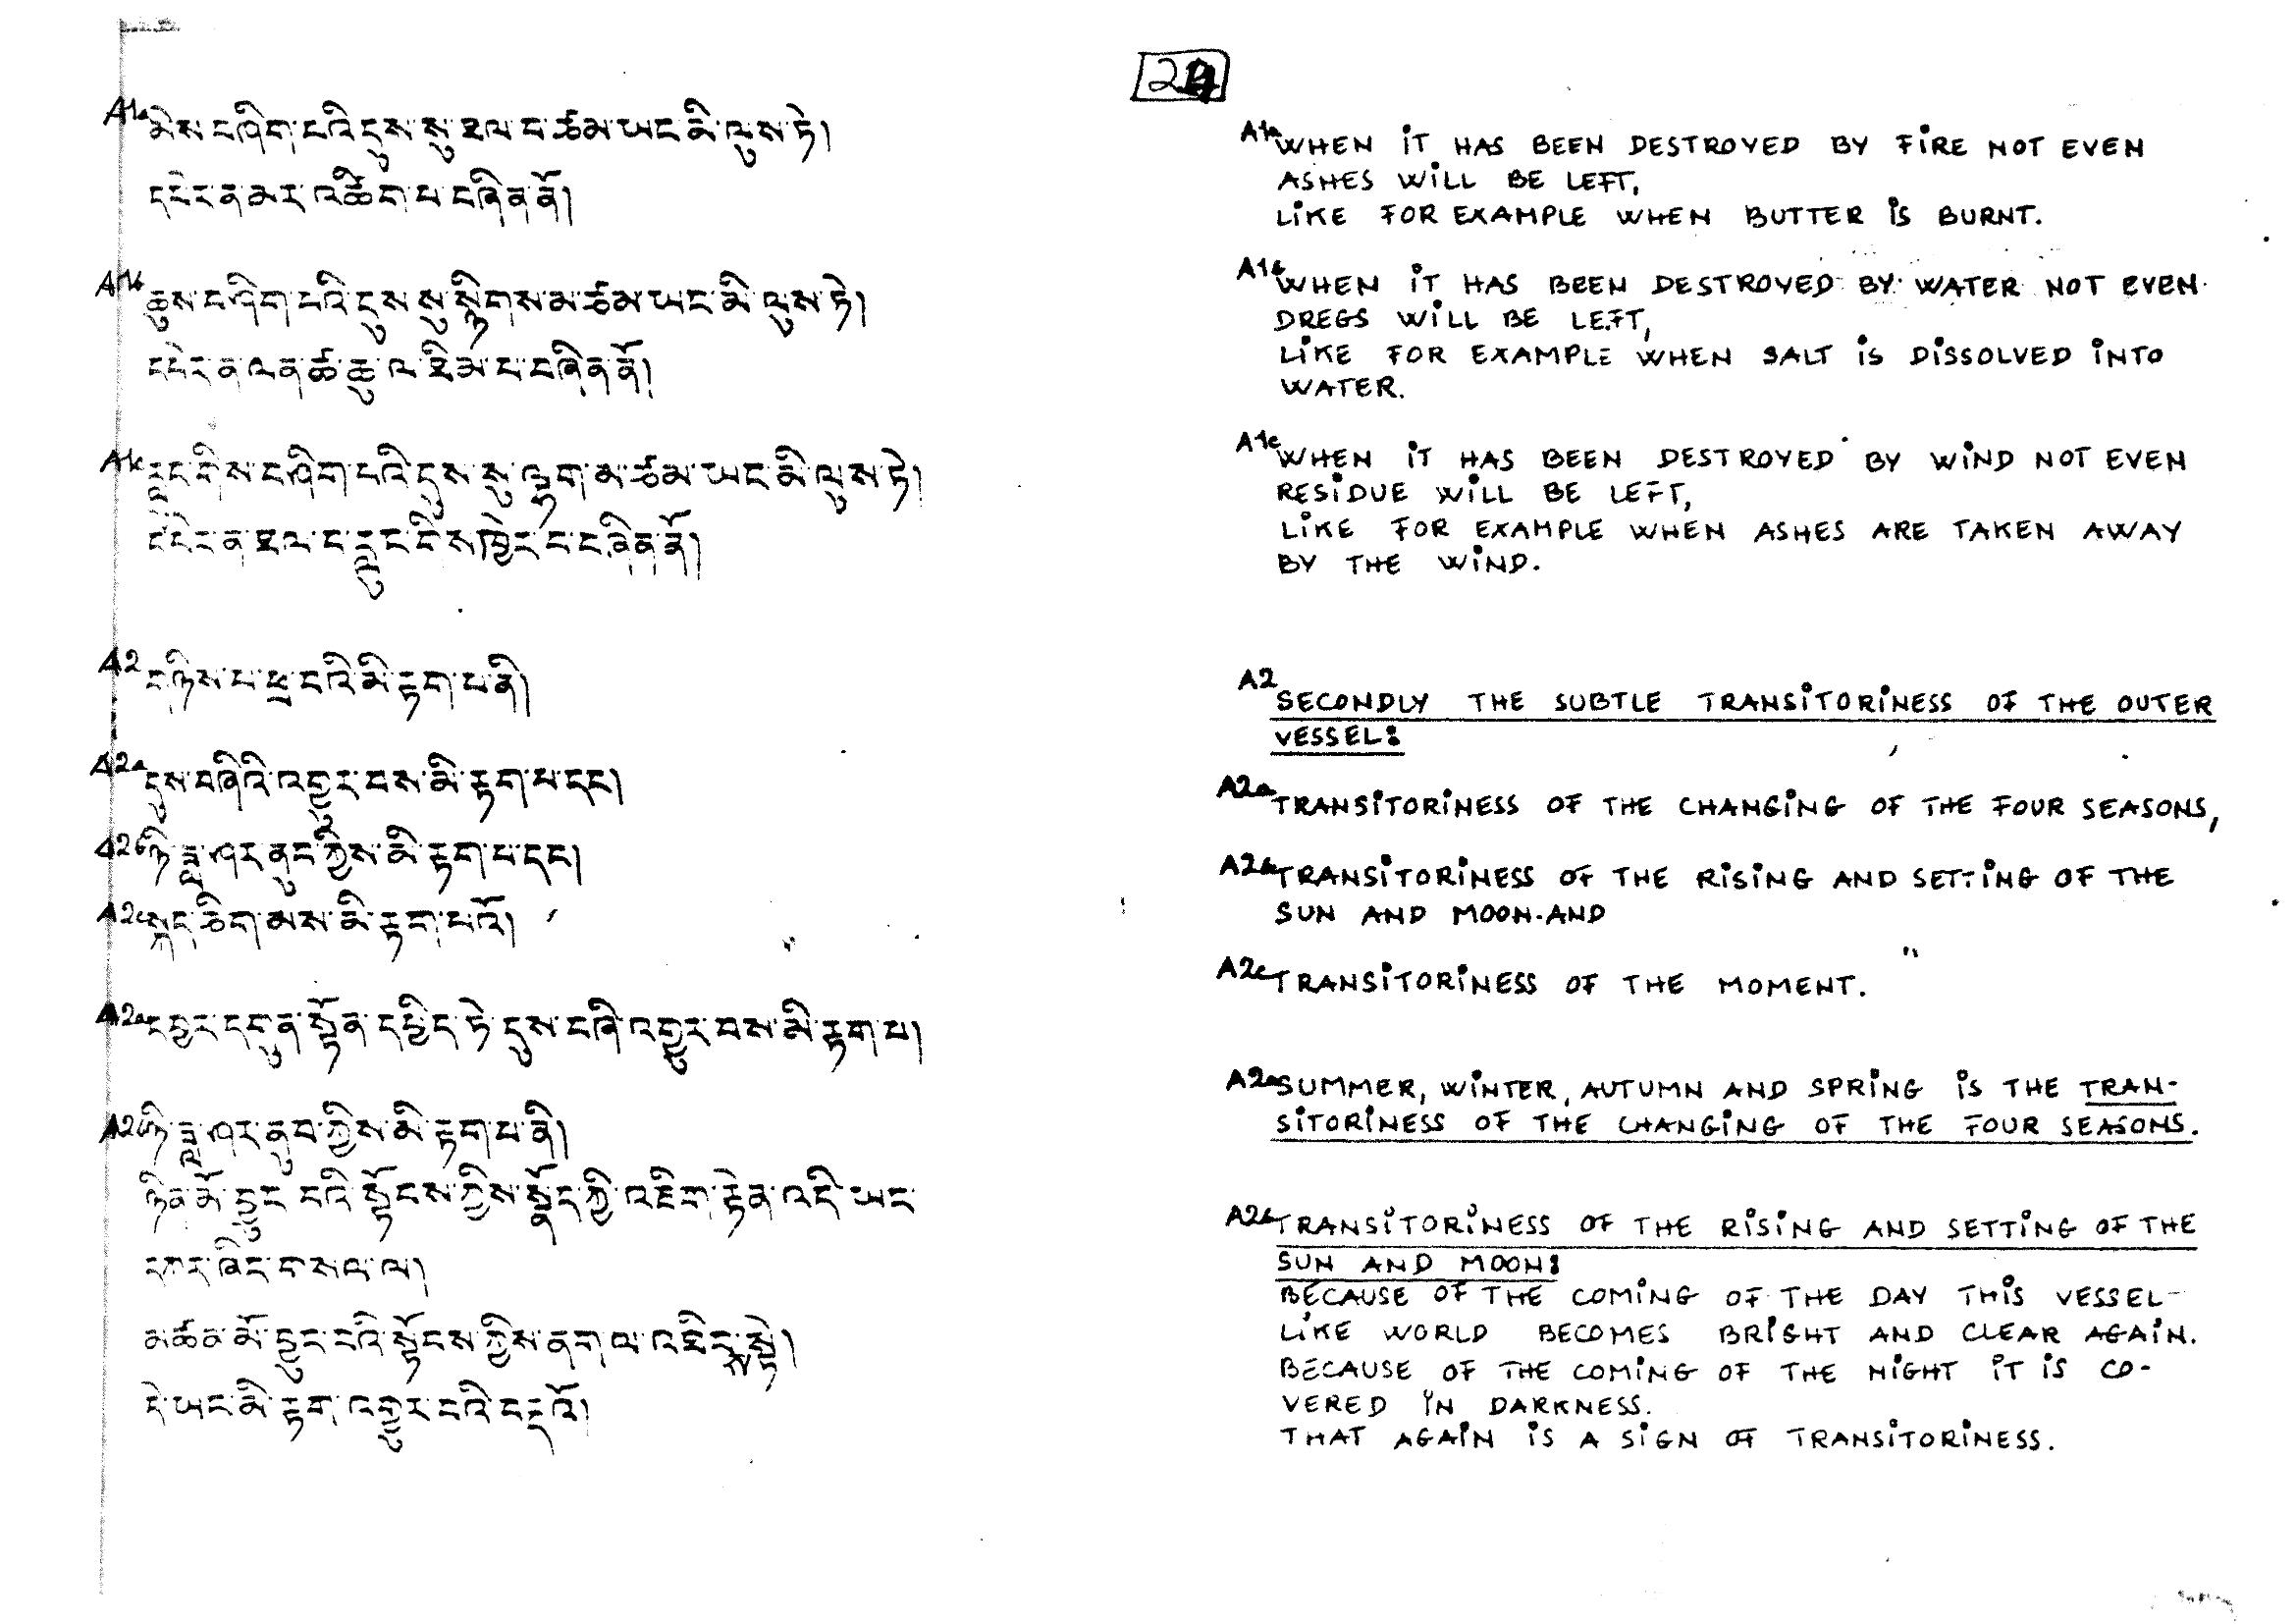 24
A1a མེས་བཤིག་པའི་དུས་སུ་ཐལ་བ་ཙམ་ཡང་མི་ལུས་ཏེ།
དཔེར་ན་མར་འཚིག་པ་བཞིན་ནོ།
A1b ཆུས་བཤིག་པའི་དུས་སུ་སྙིགས་མ་ཙམ་ཡང་མི་ལུས་ཏེ།
དཔེར་ན་ལན་ཚྭ་ཆུ་ལ་ཐིམ་པ་བཞིན་ནོ།
A1c རླུང་གིས་བཤིག་པའི་དུས་སུ་ལྷག་མ་ཙམ་ཡང་མི་ལུས་ཏེ།
དཔེར་ན་ཐལ་བ་རླུང་གིས་ཁྱེར་བ་བཞིན་ནོ།
A2 གཉིས་པ་ཕྲ་བའི་མི་རྟག་པ་ནི།
A2a དུས་བཞིའི་འགྱུར་བས་མི་རྟག་པ་དང།
A2b ཉི་ཟླ་ཤར་ནུབ་ཀྱིས་མི་རྟག་པ་དང།
A2c སྐད་ཅིག་མས་མི་རྟག་པའོ།
A2a དབྱར་དགུན་སྟོན་དཔྱིད་ཏེ་དུས་བཞི་འགྱུར་བས་མི་རྟག་པ།
A2b ཉི་ཟླ་ཤར་ནུབ་ཀྱིས་མི་རྟག་པ་ནི།
ཉིན་མོ་བྱུང་བའི་སྟོབས་ཀྱིས་སྣོད་ཀྱི་འཇིག་རྟེན་འདི་ཡང་
དཀར་ཞིང་གསལ་ལ།
མཚན་མོ་བྱུང་བའི་སྟོབས་ཀྱིས་ནག་ལ་འཐིབས་ཏེ།
དེ་ཡང་མི་རྟག་འགྱུར་བའི་བརྡའོ།
A1a WHEN IT HAS BEEN DESTROYED BY FIRE NOT EVEN
ASHES WILL BE LEFT,
LIKE FOR EXAMPLE WHEN BUTTER IS BURNT.
A1b WHEN IT HAS BEEN DESTROYED BY WATER NOT EVEN
DREGS WILL BE LEFT,
LIKE FOR EXAMPLE WHEN SALT IS DISSOLVED INTO
WATER.
A1c WHEN IT HAS BEEN DESTROYED BY WIND NOT EVEN
RESIDUE WILL BE LEFT,
LIKE FOR EXAMPLE WHEN ASHES ARE TAKEN AWAY
BY THE WIND.
A2 SECONDLY THE SUBTLE TRANSITORINESS OF THE OUTER
VESSEL:
A2a TRANSITORINESS OF THE CHANGING OF THE FOUR SEASONS,
A2b TRANSITORINESS OF THE RISING AND SETTING OF THE
SUN AND MOON AND
A2c TRANSITORINESS OF THE MOMENT.
A2a SUMMER, WINTER, AUTUMN AND SPRING IS THE TRAN-
SITORINESS OF THE CHANGING OF THE FOUR SEASONS.
A2b TRANSITORINESS OF THE RISING AND SETTING OF THE
SUN AND MOON:
BECAUSE OF THE COMING OF THE DAY THIS VESSEL-
LIKE WORLD BECOMES BRIGHT AND CLEAR AGAIN.
BECAUSE OF THE COMING OF THE NIGHT IT IS CO-
VERED IN DARKNESS.
THAT AGAIN IS A SIGN OF TRANSITORINESS.